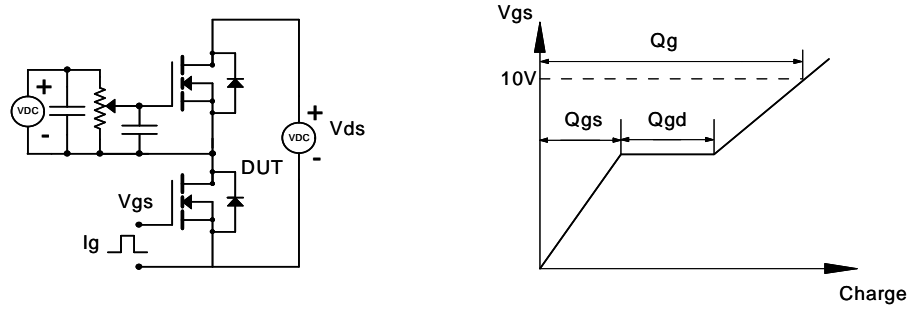 +
VDC
-
+
VDC
-
Vds
DUT
Vgs
Ig
Vgs
Qg
10V
Qgs
Qgd
Charge